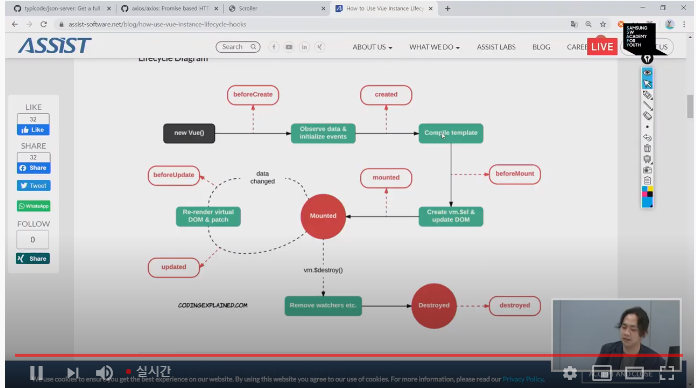 typicode/json-server: Get a full
axios/axios: Promise based HTT
Scroller
How to Use Vue Instance Lifecy
assist-software.net/blog/how-use-vue-instance-lifecycle-hooks
ASSIST
Search
ABOUT US
WHAT WE DO
ASSIST LABS
BLOG
CAREE
LIVE
SAMSUNG
SW
ACADEMY
FOR
YOUTH
US
Lifecycle Diagram
LIKE
32
Like
SHARE
32
Share
Tweet
WhatsApp
FOLLOW
0
Share
beforeCreate
created
new Vue()
Observe data &
initialize events
Compile template
beforeUpdate
data
changed
mounted
beforeMount
Re-render virtual
DOM & patch
Mounted
Create vm.$el &
update DOM
updated
vm.$destroy()
CODINGEXPLAINED.COM
Remove watchers etc.
Destroyed
destroyed
실시간
use cookies to ensure you get the best experience on our website. By using this website you agree to our use of cookies. For more information, please read our Privacy Policy.